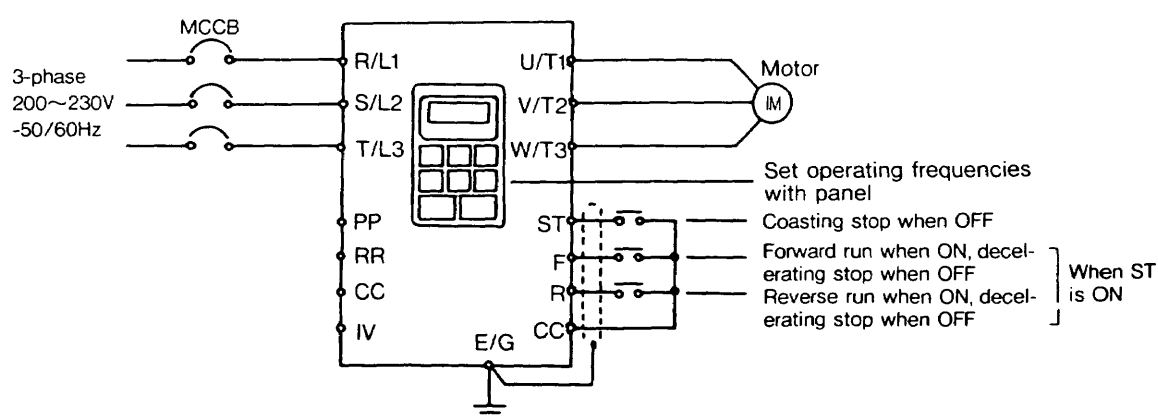 MCCB
3-phase
200~230V
-50/60Hz
R/L1
S/L2
T/L3
PP
RR
CC
IV
E/G
U/T1
V/T2
W/T3
ST
F
R
CC
Motor
IM
Set operating frequencies
with panel
Coasting stop when OFF
Forward run when ON, decel-
erating stop when OFF
Reverse run when ON, decel-
erating stop when OFF
When ST
is ON